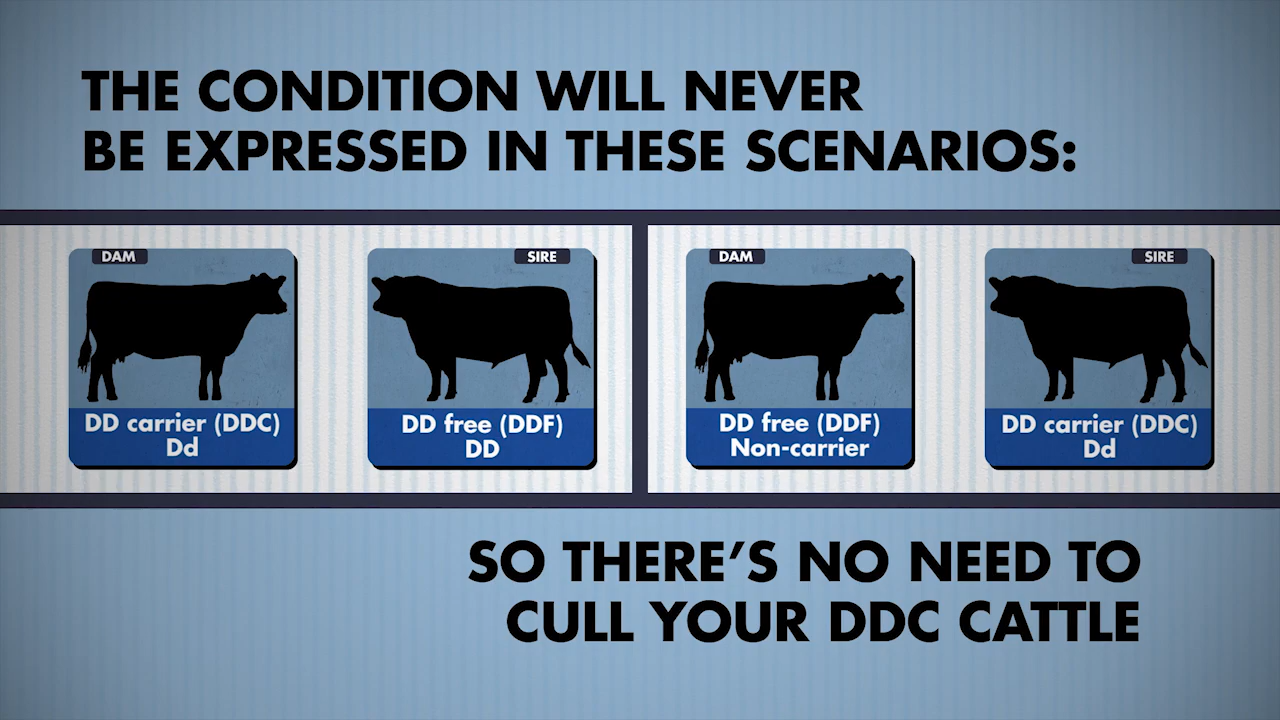 THE CONDITION WILL NEVER
BE EXPRESSED IN THESE SCENARIOS:
DAM
DD carrier (DDC)
Dd
SIRE
DD free (DDF)
DD
DAM
DD free (DDF)
Non-carrier
SIRE
DD carrier (DDC)
Dd
SO THERE’S NO NEED TO
CULL YOUR DDC CATTLE